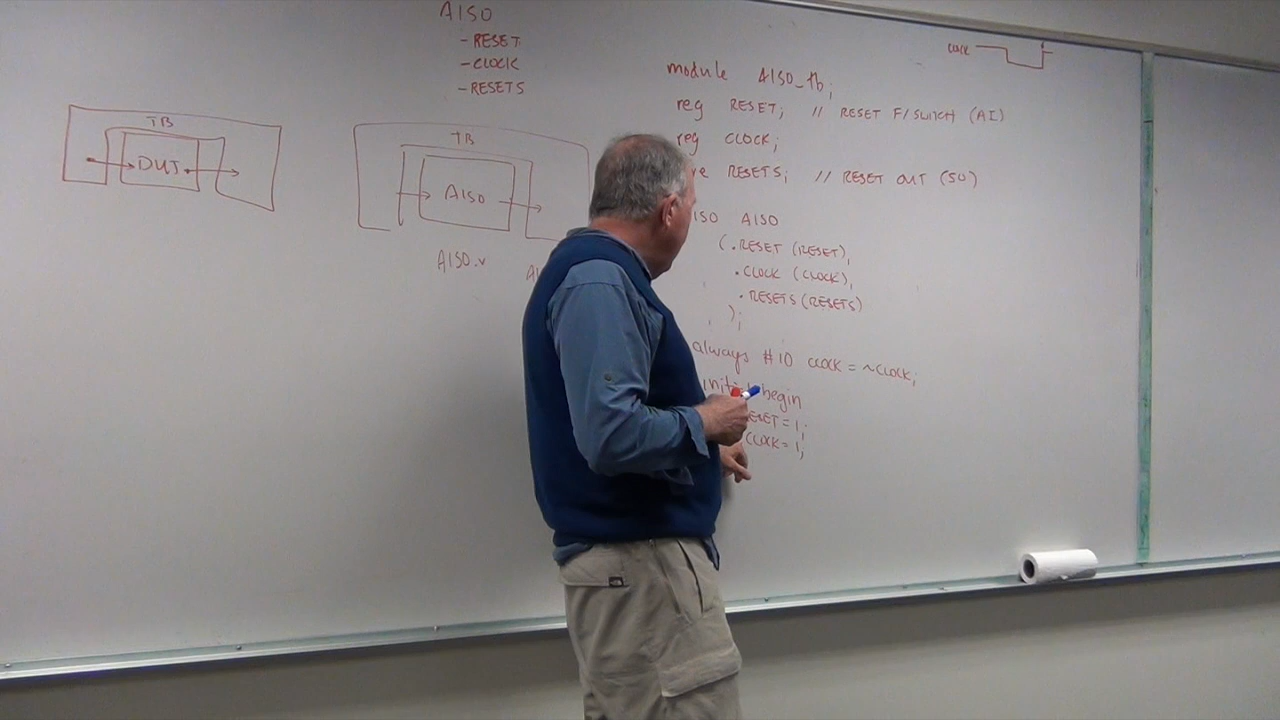 AISO
- RESET
- CLOCK
- RESETS
TB
DUT
TB
AISO
AISO.v
CLOCK
module AISO_tb;
reg RESET; // RESET F/SWITCH (AI)
reg CLOCK;
RESETS; // RESET OUT (SO)
AISO
(.RESET (RESET),
.CLOCK (CLOCK),
.RESETS (RESETS)
);
always #10 CLOCK = ~CLOCK;
begin
= 1;
CLOCK = 1;